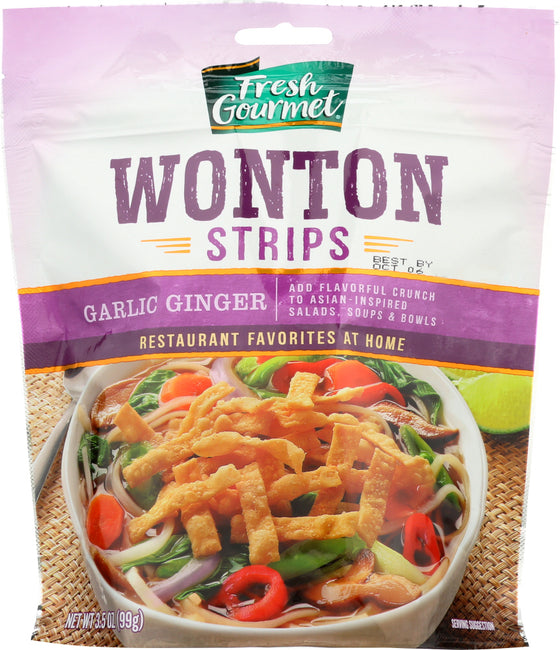 Fresh
Gourmet®
WONTON
STRIPS
BEST BY
OCT 06
GARLIC GINGER
ADD FLAVORFUL CRUNCH
TO ASIAN-INSPIRED
SALADS, SOUPS & BOWLS
RESTAURANT FAVORITES AT HOME
NET WT 3.5 OZ (99g)
SERVING SUGGESTION